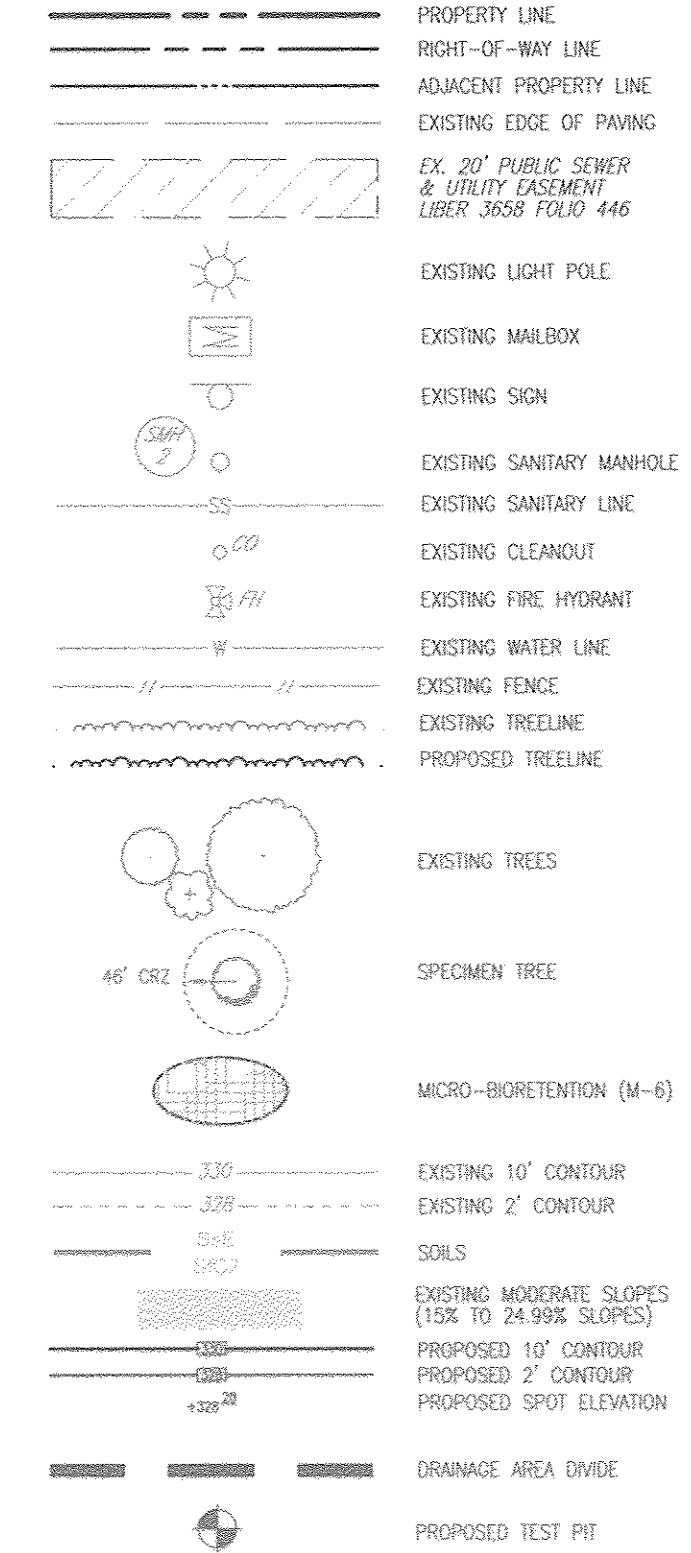 PROPERTY LINE
RIGHT-OF-WAY LINE
ADJACENT PROPERTY LINE
EXISTING EDGE OF PAVING
EX. 20' PUBLIC SEWER
& UTILITY EASEMENT
LIBER 3658 FOLIO 446
EXISTING LIGHT POLE
M
EXISTING MAILBOX
EXISTING SIGN
SMH
2
EXISTING SANITARY MANHOLE
SS
EXISTING SANITARY LINE
CO
EXISTING CLEANOUT
FH
EXISTING FIRE HYDRANT
W
EXISTING WATER LINE
EXISTING FENCE
EXISTING TREELINE
PROPOSED TREELINE
EXISTING TREES
46' CRZ
SPECIMEN TREE
MICRO-BIORETENTION (M-6)
330
EXISTING 10' CONTOUR
328
EXISTING 2' CONTOUR
SOILS
EXISTING MODERATE SLOPES
(15% TO 24.99% SLOPES)
330
PROPOSED 10' CONTOUR
328
PROPOSED 2' CONTOUR
+328.20
PROPOSED SPOT ELEVATION
DRAINAGE AREA DIVIDE
PROPOSED TEST PIT